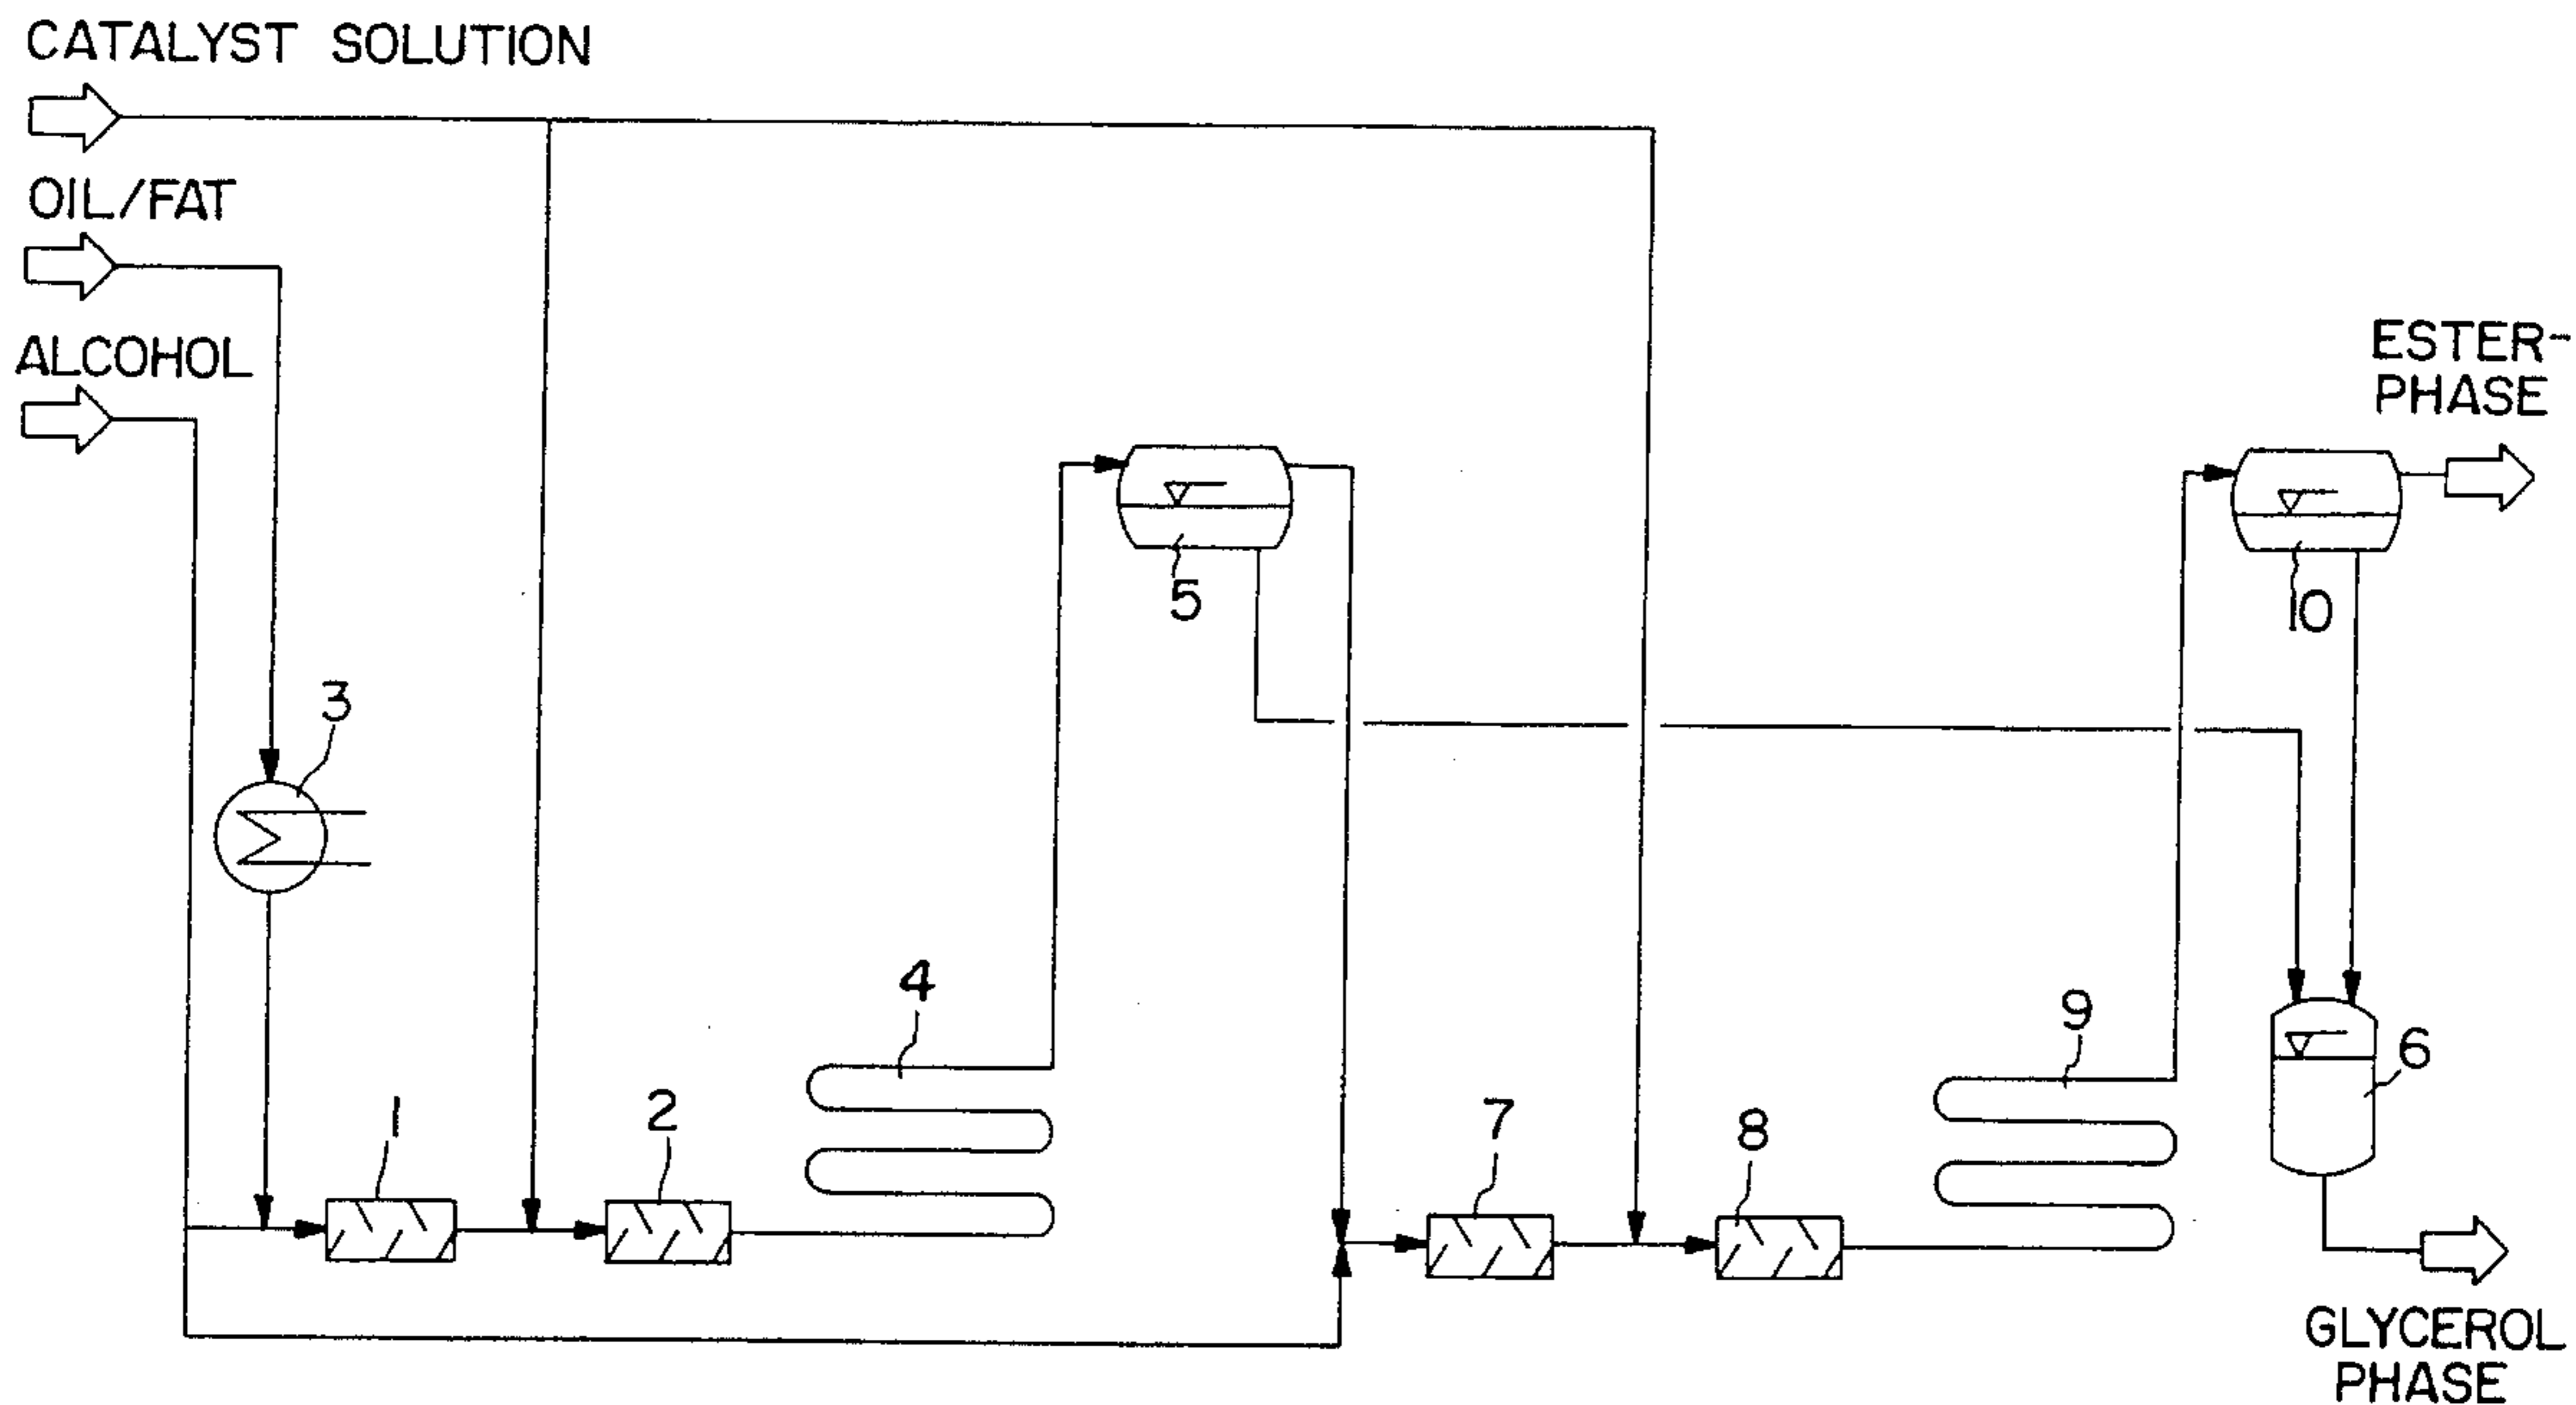 CATALYST SOLUTION
OIL/FAT
ALCOHOL
ESTER-
PHASE
5
10
3
4
9
6
1
2
7
8
GLYCEROL
PHASE